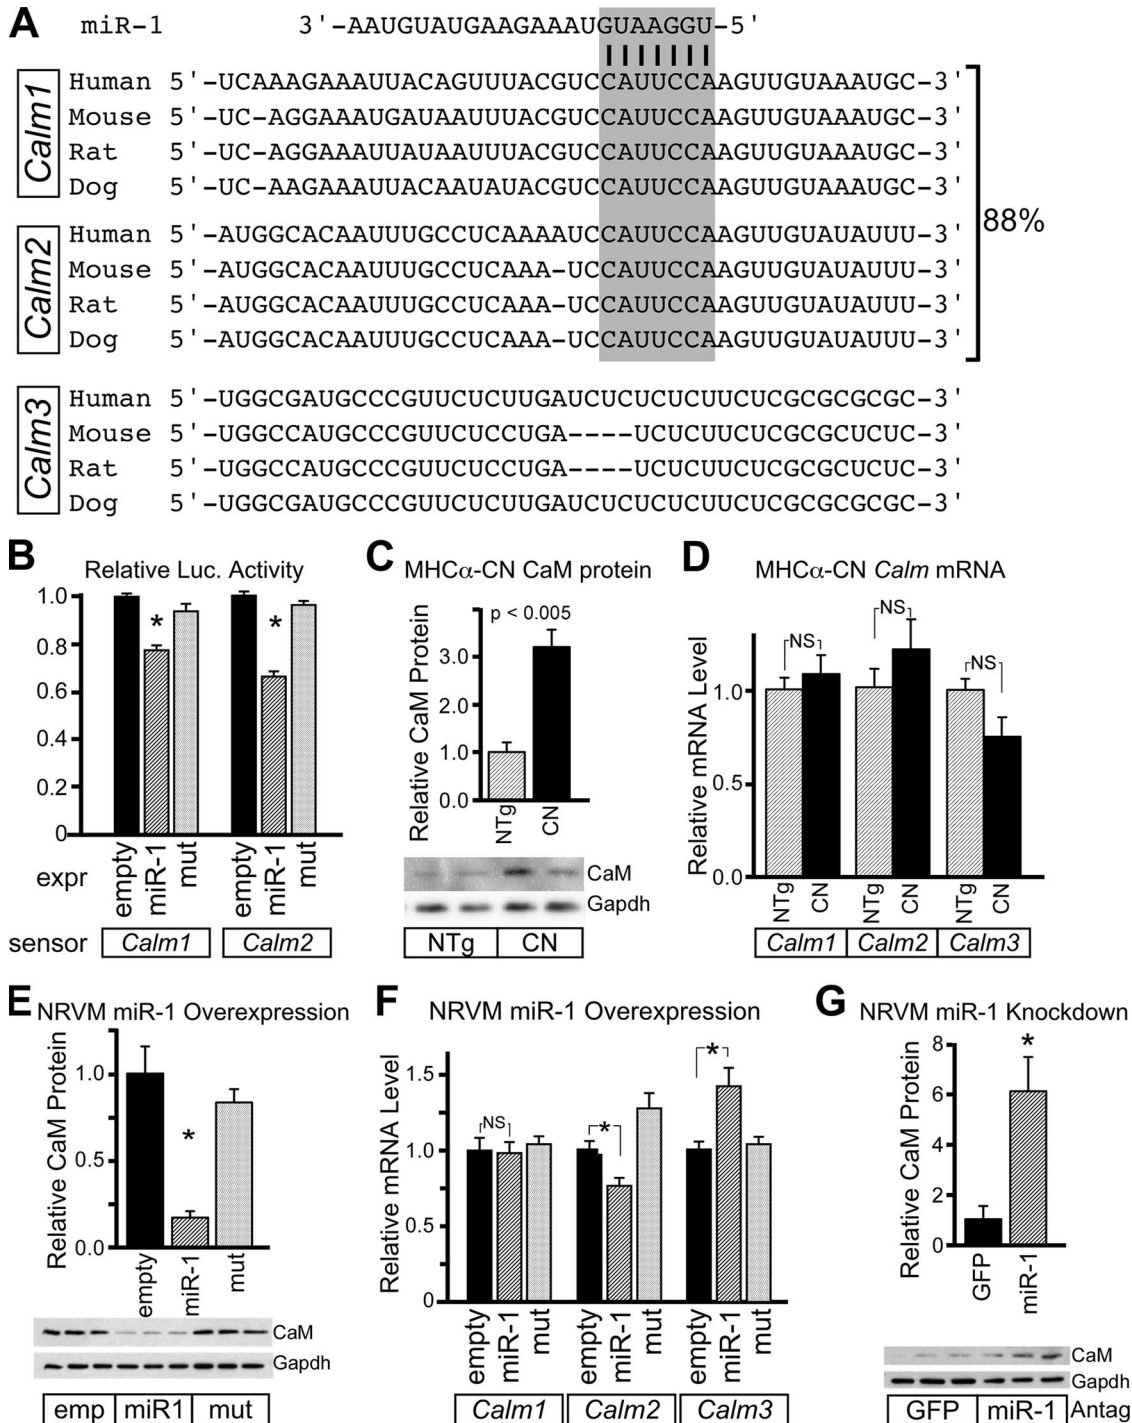 A
miR-1 3'-AAUGUAUGAAGAAAUGUAAGGU-5'
Calm1
Human 5'-UCAAAGAAAUUACAGUUUACGUCCAUUCCAAGUUGUAAAUGC-3'
Mouse 5'-UC-AGGAAAUGAUAAUUUACGUCCAUUCCAAGUUGUAAAUGC-3'
Rat 5'-UC-AGGAAAUUAUAAUUUACGUCCAUUCCAAGUUGUAAAUGC-3'
Dog 5'-UC-AAGAAAUUACAAUAUACGUCCAUUCCAAGUUGUAAAUGC-3'
88%
Calm2
Human 5'-AUGGCACAAUUUGCCUCAAAAUCCAUUCCAAGUUGUAUAUUU-3'
Mouse 5'-AUGGCACAAUUUGCCUCAAA-UCCAUUCCAAGUUGUAUAUUU-3'
Rat 5'-AUGGCACAAUUUGCCUCAAA-UCCAUUCCAAGUUGUAUAUUU-3'
Dog 5'-AUGGCACAAUUUGCCUCAAA-UCCAUUCCAAGUUGUAUAUUU-3'
Calm3
Human 5'-UGGCGAUGCCCGUUCUCUUGAUCUCUCUCUUCUCGCGCGCGC-3'
Mouse 5'-UGGCCAUGCCCGUUCUCCUGA----UCUCUUCUCGCGCUCUC-3'
Rat 5'-UGGCCAUGCCCGUUCUCCUGA----UCUCUUCUCGCGCUCUC-3'
Dog 5'-UGGCGAUGCCCGUUCUCUUGAUCUCUCUCUUCUCGCGCGCGC-3'
B
Relative Luc. Activity
1.0
0.8
0.6
0.4
0.2
0
* *
expr empty miR-1 mut empty miR-1 mut
sensor Calm1 Calm2
C
MHCα-CN CaM protein
Relative CaM Protein
p < 0.005
3.0
2.0
1.0
0.0
NTg CN
CaM
Gapdh
NTg CN
D
MHCα-CN Calm mRNA
Relative mRNA Level
NS NS NS
1.0
0.5
0.0
NTg CN NTg CN NTg CN
Calm1 Calm2 Calm3
E
NRVM miR-1 Overexpression
Relative CaM Protein
1.0
0.5
0.0
*
empty miR-1 mut
CaM
Gapdh
emp miR1 mut
F
NRVM miR-1 Overexpression
Relative mRNA Level
1.5
1.0
0.5
0
NS * *
empty miR-1 mut empty miR-1 mut empty miR-1 mut
Calm1 Calm2 Calm3
G
NRVM miR-1 Knockdown
Relative CaM Protein
8
6
4
2
0
*
GFP miR-1
CaM
Gapdh
GFP miR-1 Antag